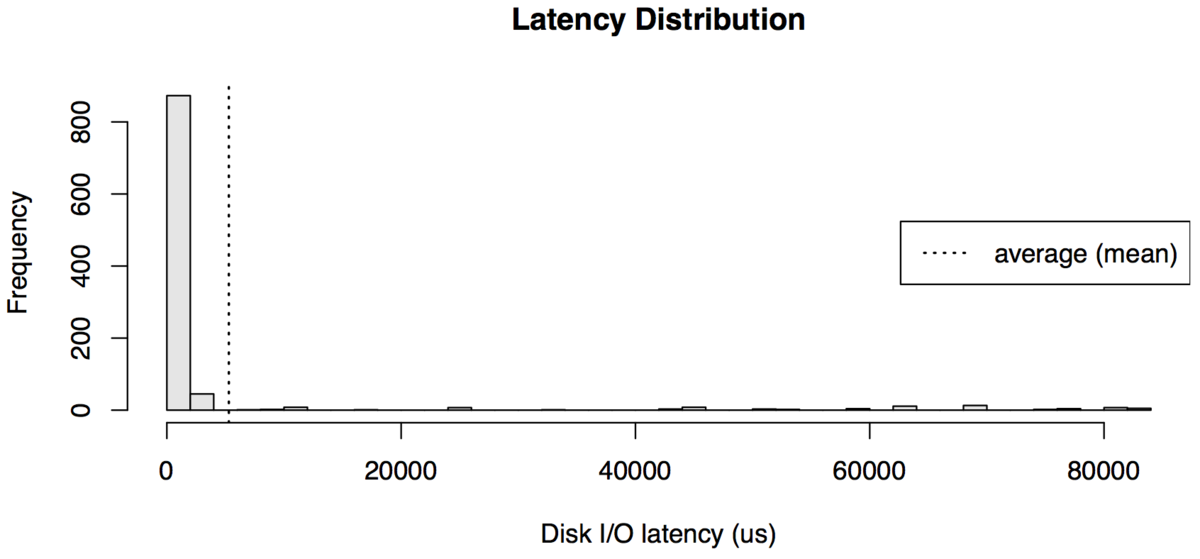 Latency Distribution
Frequency
800
600
400
200
0
average (mean)
0 20000 40000 60000 80000
Disk I/O latency (us)